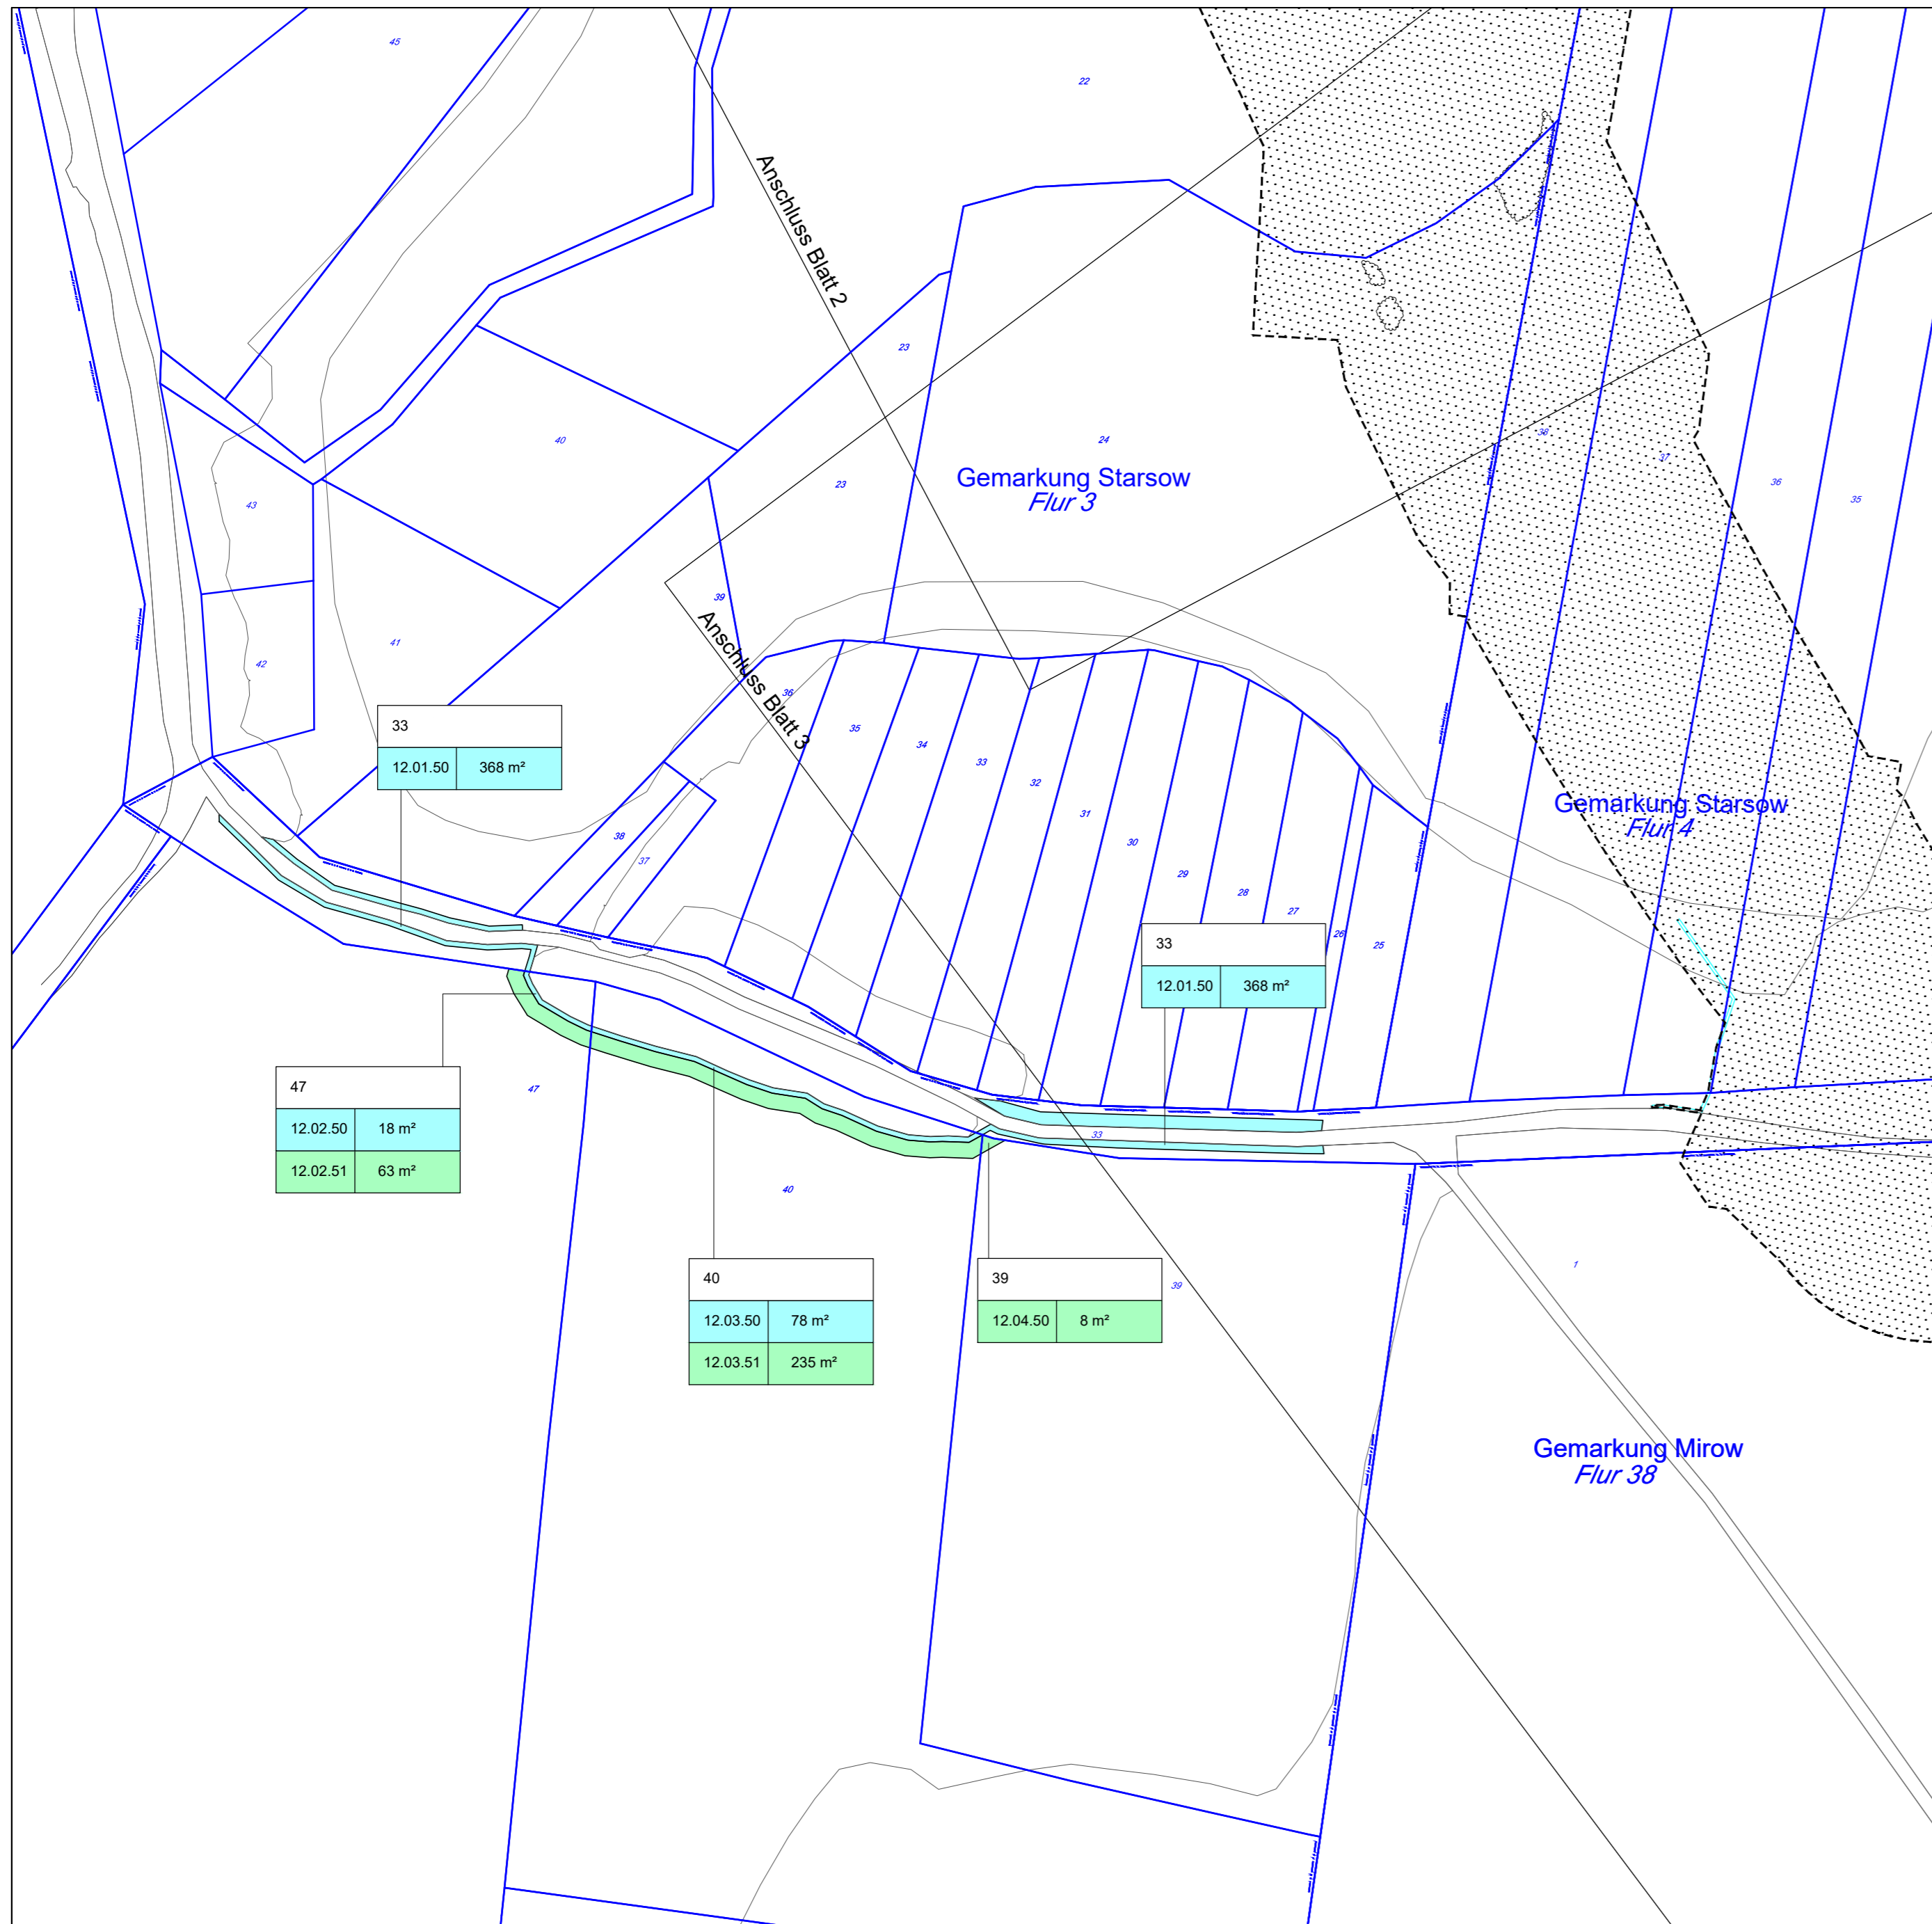 45
22
Anschluss Blatt 2
23
40
24
38
37
36
35
23
Gemarkung Starsow
Flur 3
43
39
Anschluss Blatt 3
41
42
36
35
34
33
32
31
30
29
28
27
26
25
38
37
33
12.01.50 368 m²
Gemarkung Starsow
Flur 4
33
12.01.50 368 m²
47
12.02.50 18 m²
12.02.51 63 m²
47
33
40
40
12.03.50 78 m²
12.03.51 235 m²
39
12.04.50 8 m²
39
1
Gemarkung Mirow
Flur 38